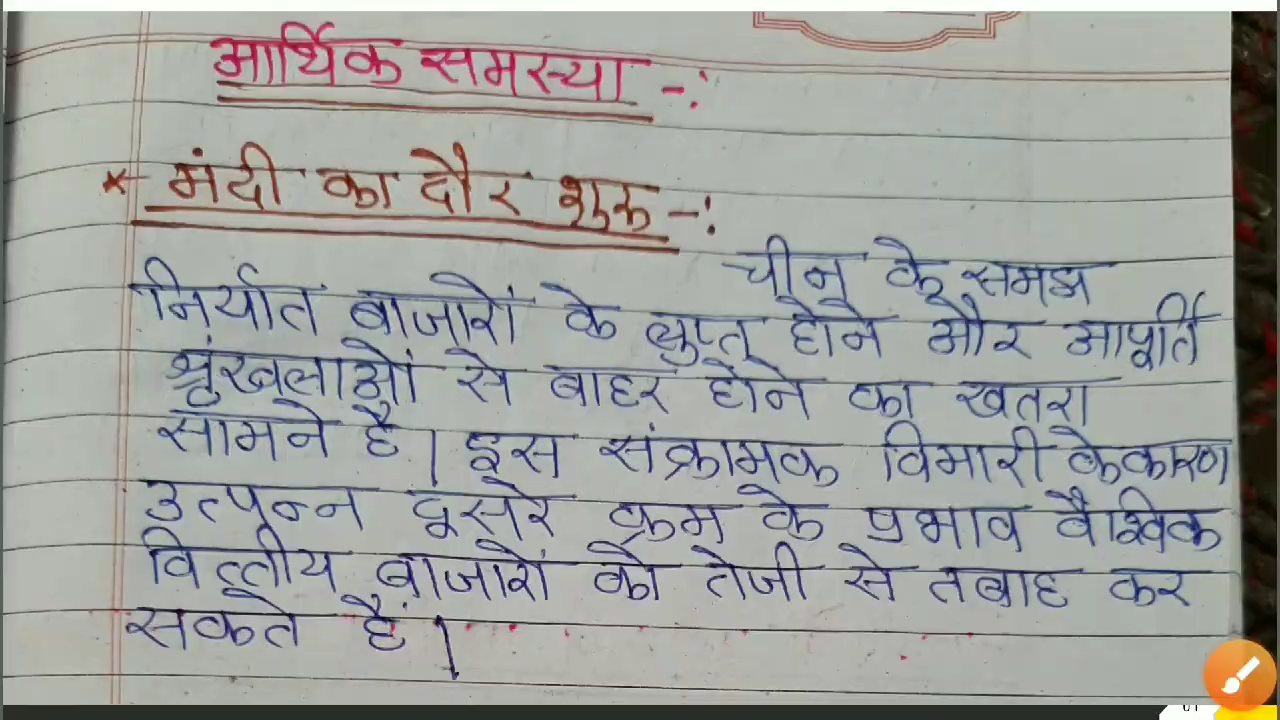 आर्थिक समस्या -:
* मंदी का दौर शुरू -:
चीन के समक्ष
निर्यात बाजारों के लुप्त होने और आपूर्ति
श्रृंखलाओं से बाहर होने का खतरा
सामने है। इस संक्रामक विमारी के कारण
उत्पन्न दूसरे क्रम के प्रभाव वैश्विक
वित्तीय बाजारों को तेजी से तबाह कर
सकते हैं।